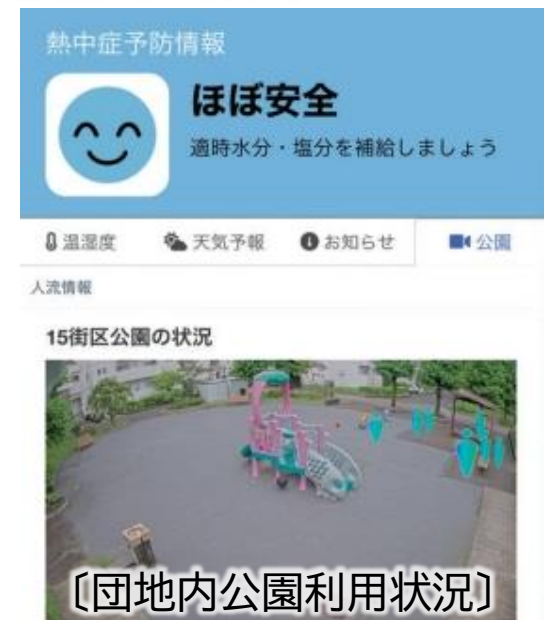 熱中症予防情報
ほぼ安全
適時水分・塩分を補給しましょう
温湿度 天気予報 お知らせ 公園
人流情報
15街区公園の状況
〔団地内公園利用状況〕